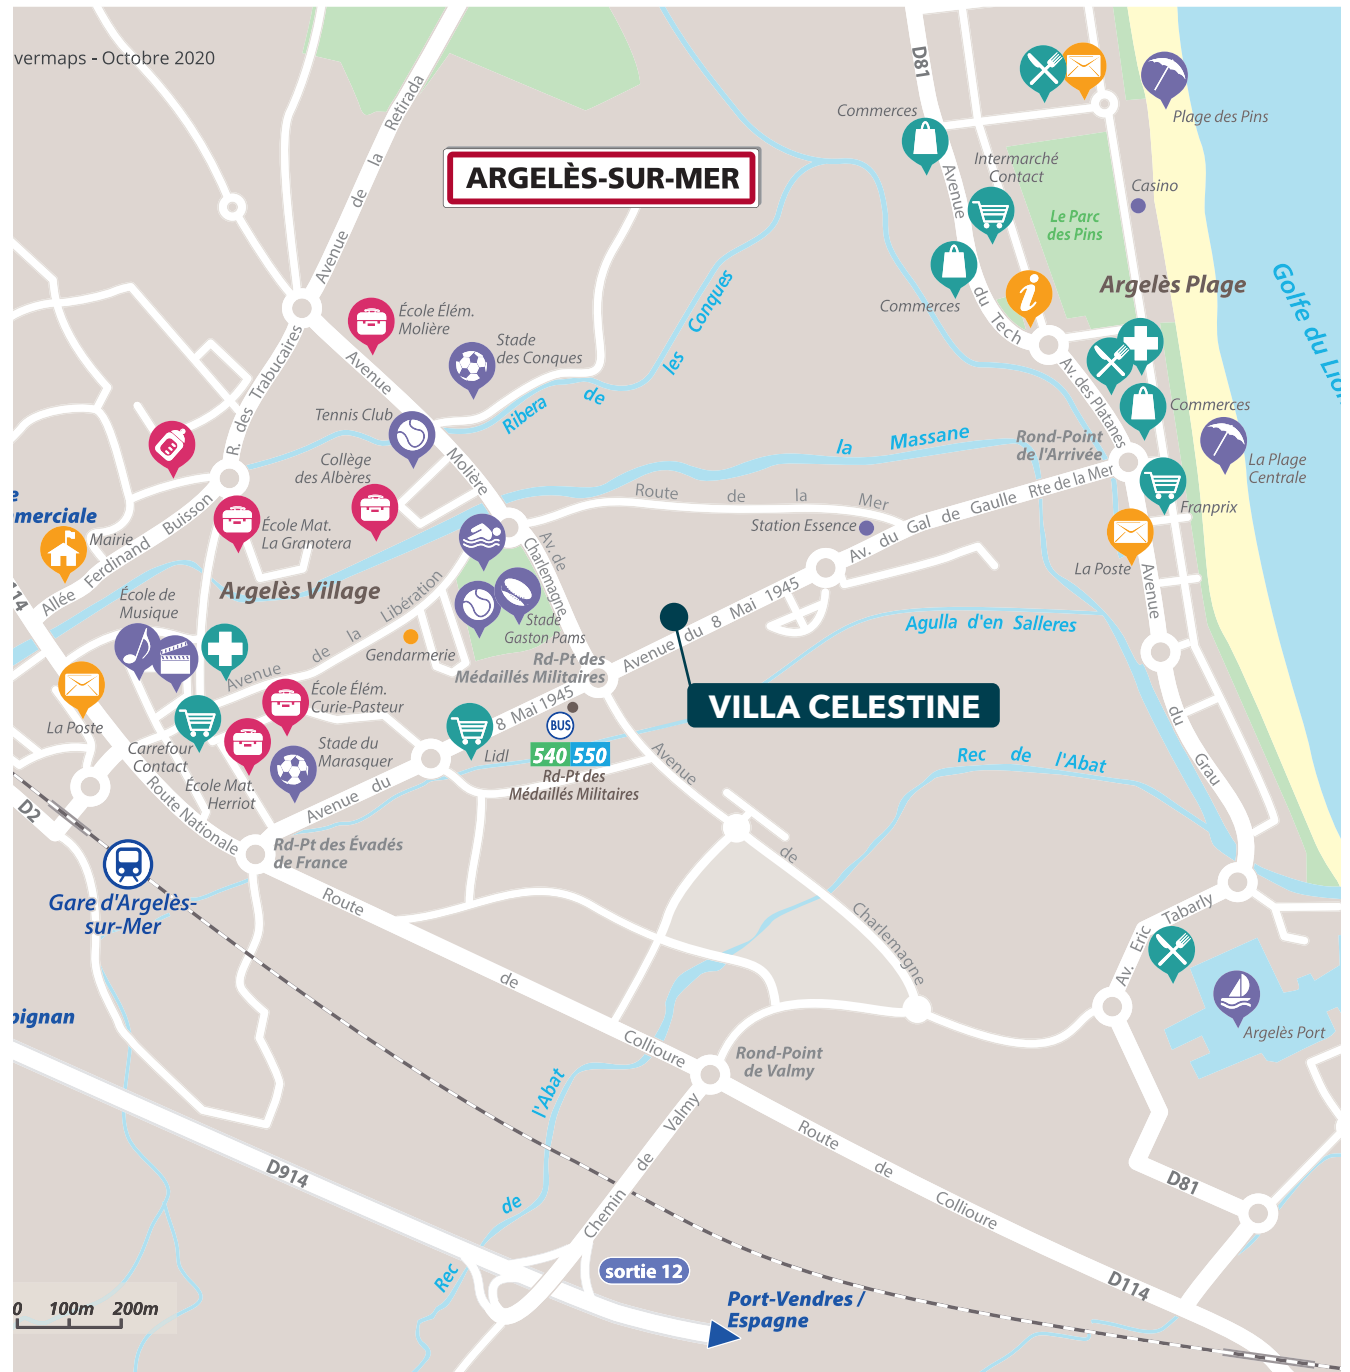 vermaps - Octobre 2020
ARGELÈS-SUR-MER
D81
Commerces
Plage des Pins
Intermarché
Contact
Casino
Le Parc
des Pins
Avenue du Tech
Commerces
Argelès Plage
Golfe du Lion
Avenue de la Retirada
École Élém.
Molière
Stade
des Conques
R. des Trabucaires
Avenue Molière
Ribera de les Conques
Tennis Club
Collège
des Albères
Av. des Platanes
Commerces
Rond-Point
de l'Arrivée
La Plage
Centrale
la Massane
Route de la Mer
Rte de la Mer
Franprix
Station Essence
Av. du Gal de Gaulle
La Poste
e
merciale
Mairie
Allée Ferdinand Buisson
École Mat.
La Granotera
Argelès Village
Av. de Charlemagne
114
École de
Musique
Avenue de la Libération
Gendarmerie
Stade
Gaston Pams
Rd-Pt des
Médaillés Militaires
Avenue du 8 Mai 1945
Agulla d'en Salleres
VILLA CELESTINE
La Poste
École Élém.
Curie-Pasteur
Carrefour
Contact
Stade du
Marasquer
École Mat.
Herriot
Avenue du 8 Mai 1945
Lidl
BUS
540 550
Rd-Pt des
Médaillés Militaires
Rec de l'Abat
Avenue du Grau
D2
Route Nationale
Rd-Pt des Évadés
de France
Gare d'Argelès-
sur-Mer
Avenue de Charlemagne
Av. Eric Tabarly
Argelès Port
pignan
Route de Collioure
Rond-Point
de Valmy
Rec de l'Abat
Chemin de Valmy
Route de Collioure
D914
D81
D114
sortie 12
Port-Vendres /
Espagne
0 100m 200m